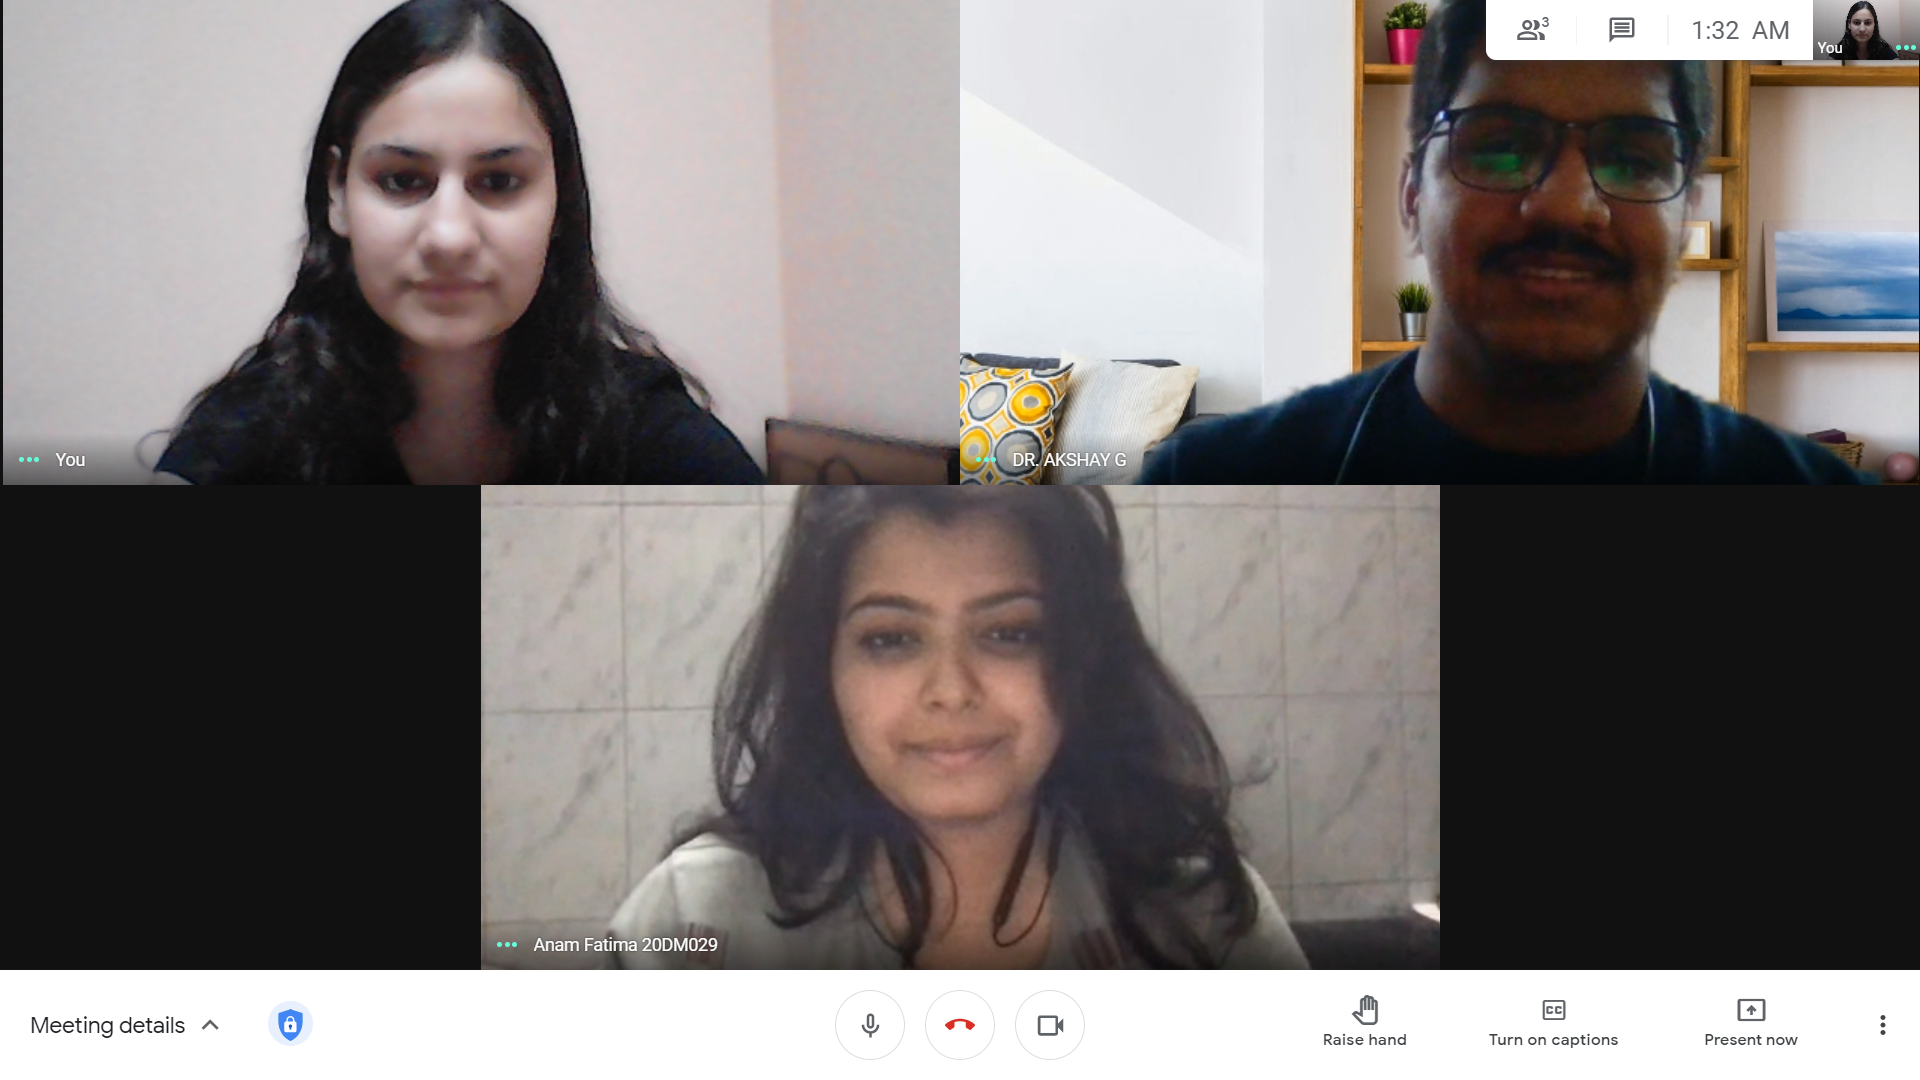 3
1:32 AM
You
You
DR. AKSHAY G
Anam Fatima 20DM029
Meeting details
CC
Raise hand
Turn on captions
Present now